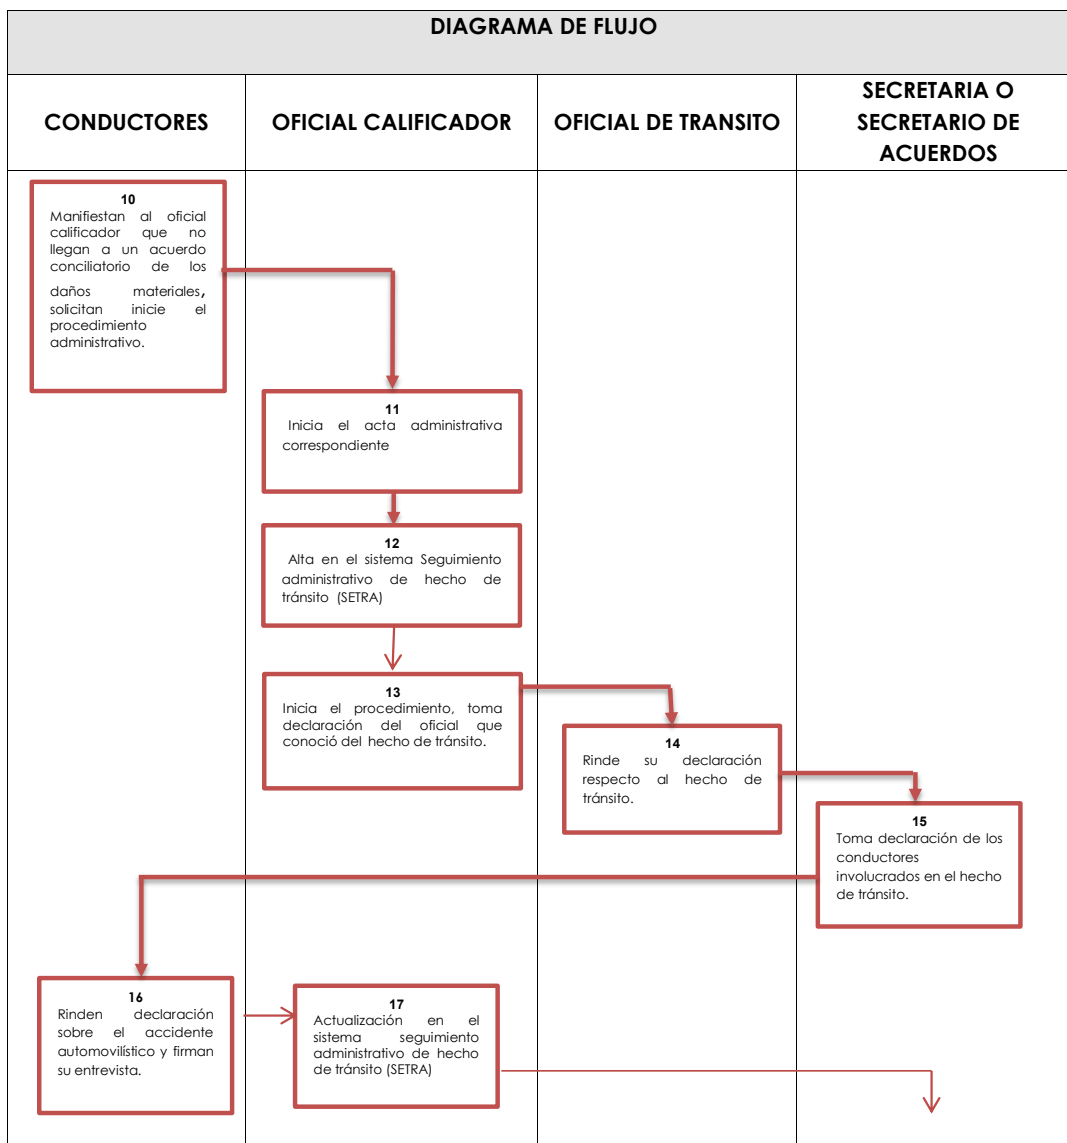 DIAGRAMA DE FLUJO
CONDUCTORES
OFICIAL CALIFICADOR
OFICIAL DE TRANSITO
SECRETARIA O
SECRETARIO DE
ACUERDOS
10
Manifiestan al oficial
calificador que no
llegan a un acuerdo
conciliatorio de los
daños materiales,
solicitan inicie el
procedimiento
administrativo.
11
Inicia el acta administrativa
correspondiente
12
Alta en el sistema Seguimiento
administrativo de hecho de
tránsito (SETRA)
13
Inicia el procedimiento, toma
declaración del oficial que
conoció del hecho de tránsito.
14
Rinde su declaración
respecto al hecho de
tránsito.
15
Toma declaración de los
conductores
involucrados en el hecho
de tránsito.
16
Rinden declaración
sobre el accidente
automovilístico y firman
su entrevista.
17
Actualización en el
sistema seguimiento
administrativo de hecho
de tránsito (SETRA)